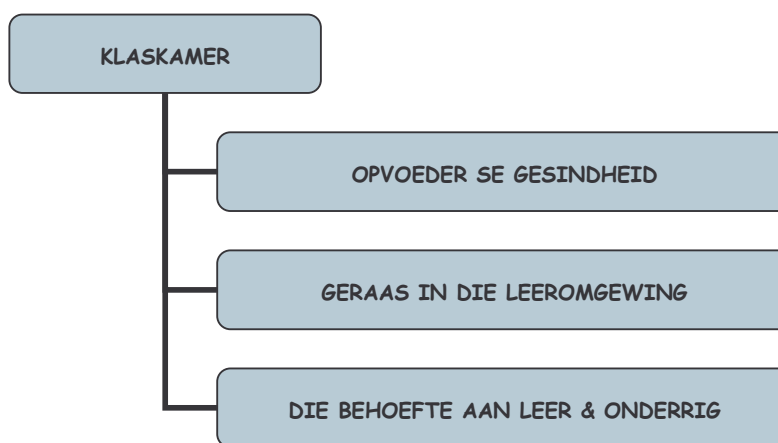 KLASKAMER
OPVOEDER SE GESINDHEID
GERAAS IN DIE LEEROMGEWING
DIE BEHOEFTE AAN LEER & ONDERRIG